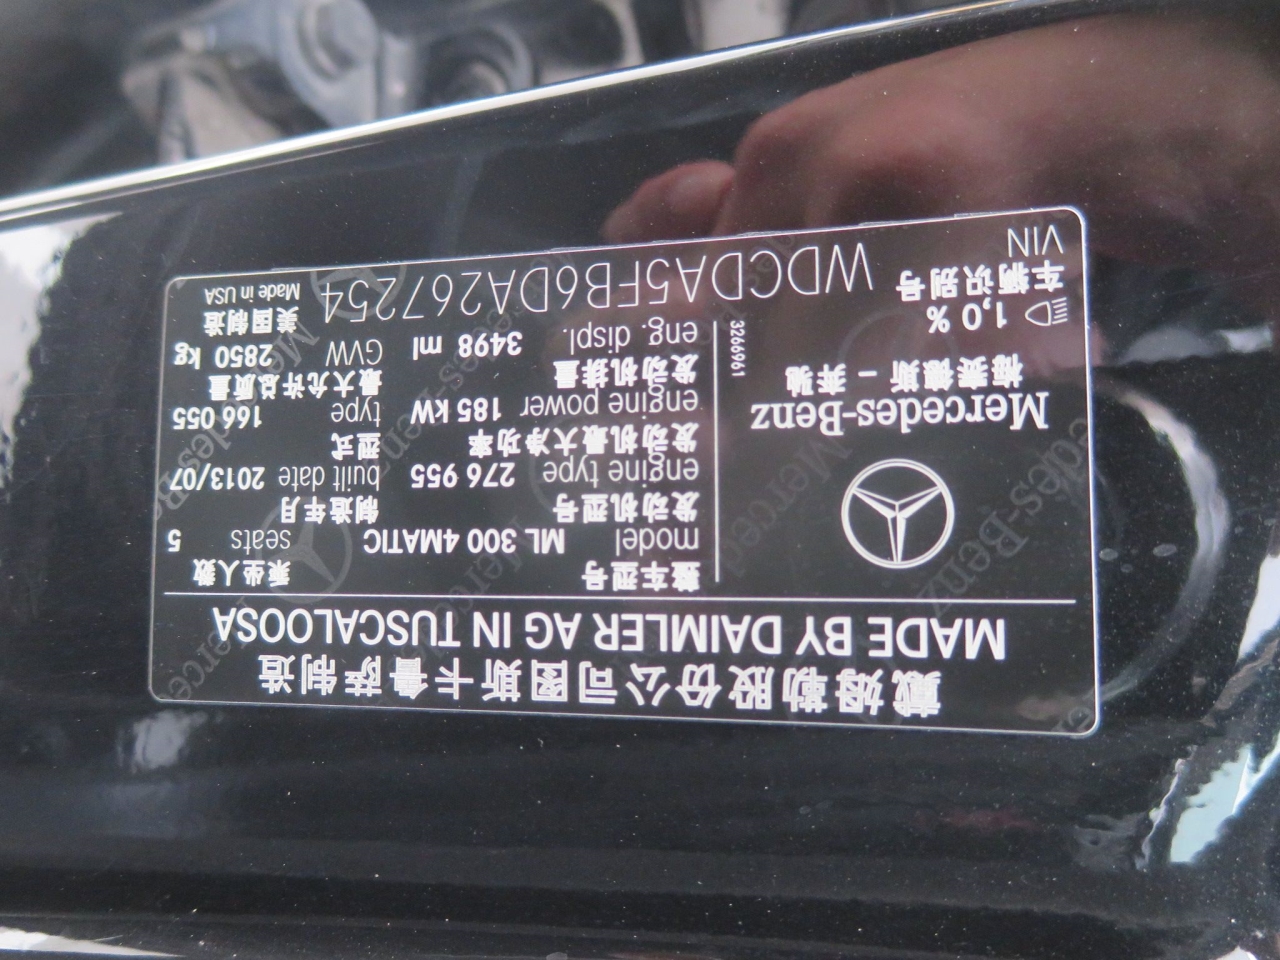 戴姆勒股份公司图斯卡鲁萨制造
MADE BY DAIMLER AG IN TUSCALOOSA
Mercedes-Benz
梅赛德斯 - 奔驰
1,0 %
3266961
整车型号 乘坐人数
model ML 300 4MATIC seats 5
发动机型号 制造年月
engine type 276 955 built date 2013/07
发动机最大净功率 型式
engine power 185 kW type 166 055
发动机排量 最大允许总质量
eng. displ. 3498 ml GVW 2850 kg
车辆识别号 美国制造
VIN WDCDA5FB6DA267254 Made in USA